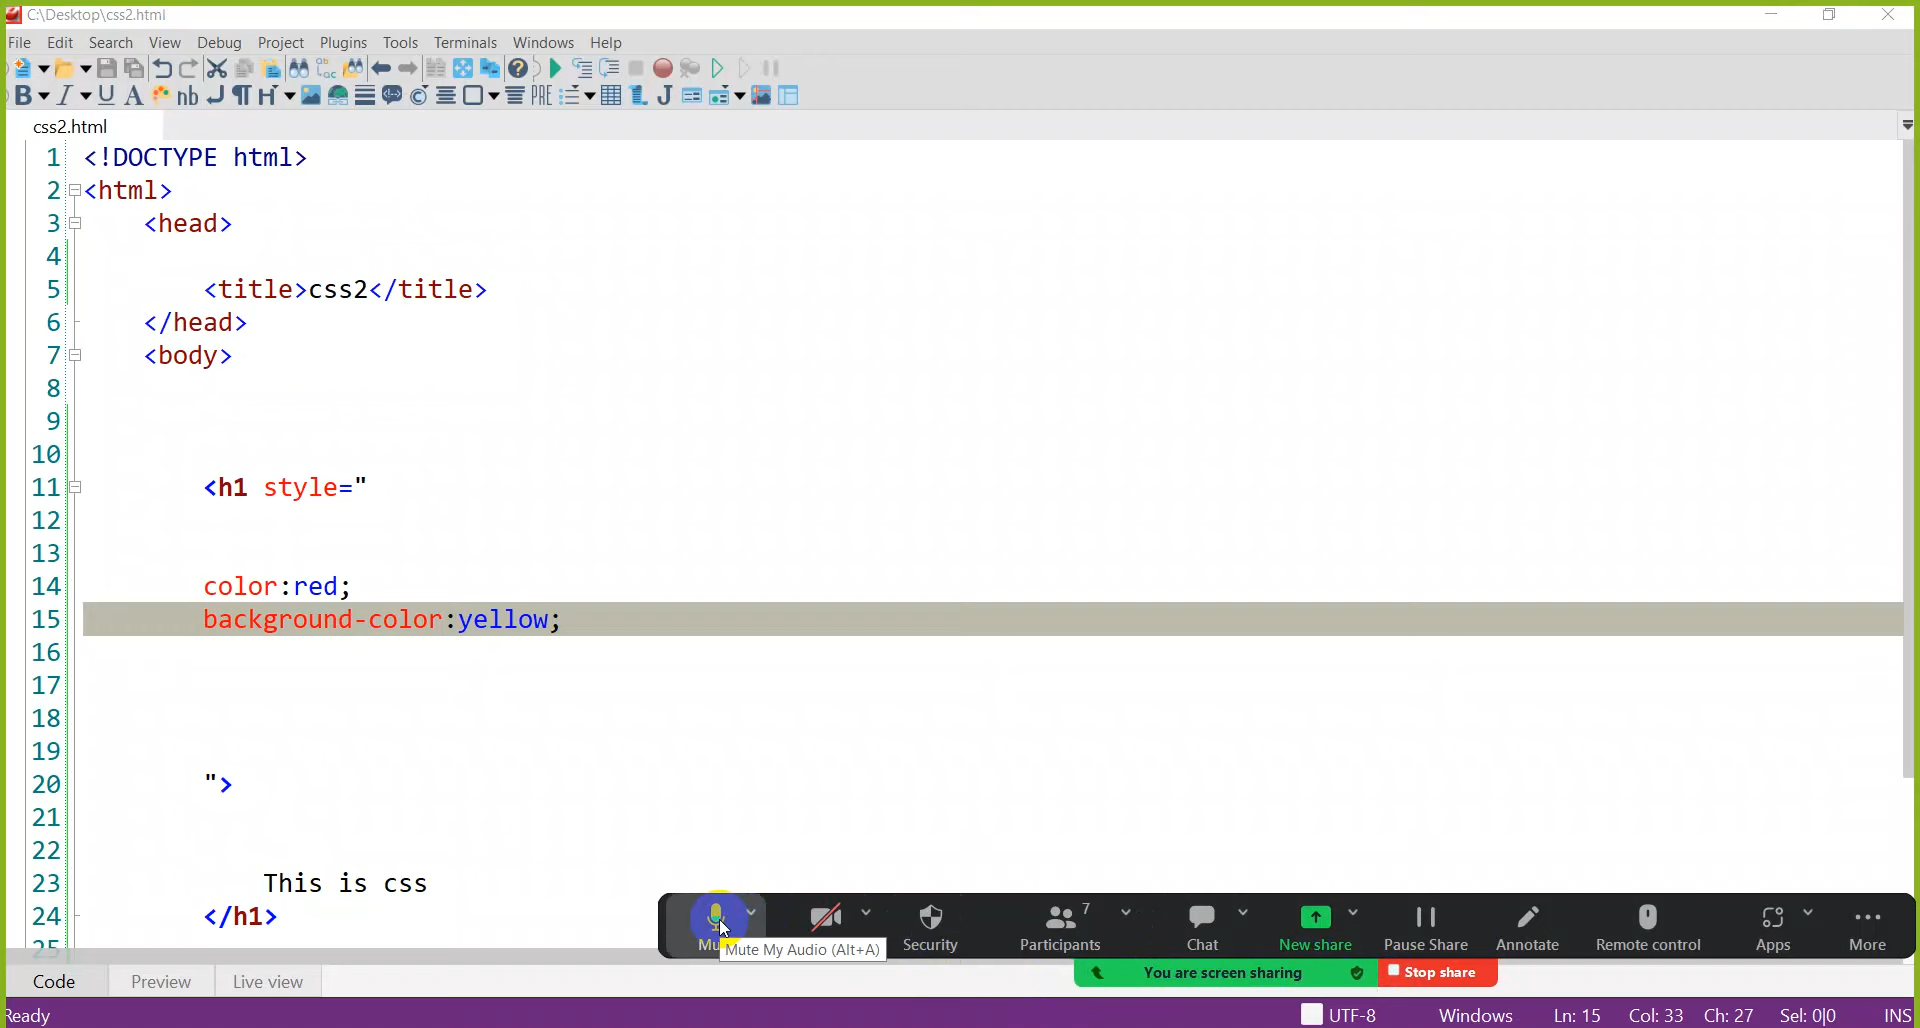 C:\Desktop\css2.html
File Edit Search View Debug Project Plugins Tools Terminals Windows Help
B I U A nb ¶ H © PRE J
css2.html
1 <!DOCTYPE html>
2 <html>
3 <head>
4
5 <title>css2</title>
6 </head>
7 <body>
8
9
10
11 <h1 style="
12
13
14 color:red;
15 background-color:yellow;
16
17
18
19
20 ">
21
22
23 This is css
24 </h1>
25
7
Mu Security Participants Chat New share Pause Share Annotate Remote control Apps More
Mute My Audio (Alt+A)
You are screen sharing Stop share
Code Preview Live view
Ready UTF-8 Windows Ln: 15 Col: 33 Ch: 27 Sel: 0|0 INS